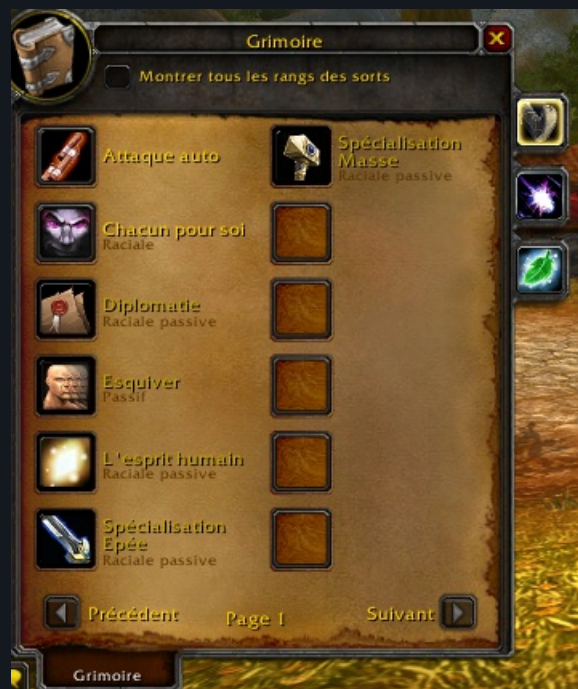 Grimoire
Montrer tous les rangs des sorts
Attaque auto
Spécialisation
Masse
Raciale passive
Chacun pour soi
Raciale
Diplomatie
Raciale passive
Esquiver
Passif
L'esprit humain
Raciale passive
Spécialisation
Epée
Raciale passive
Précédent
Page 1
Suivant
Grimoire